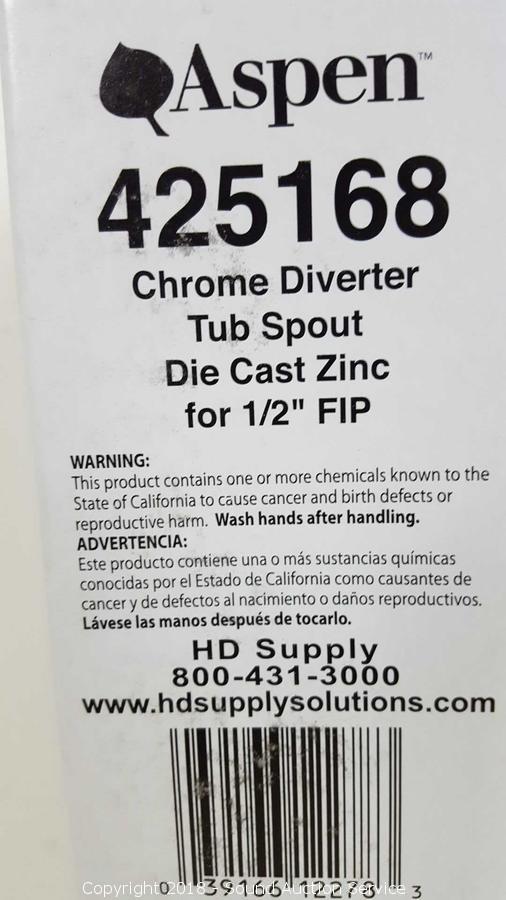 Aspen™
425168
Chrome Diverter
Tub Spout
Die Cast Zinc
for 1/2" FIP
WARNING:
This product contains one or more chemicals known to the
State of California to cause cancer and birth defects or
reproductive harm. Wash hands after handling.
ADVERTENCIA:
Este producto contiene una o más sustancias químicas
conocidas por el Estado de California como causantes de
cancer y de defectos al nacimiento o daños reproductivos.
Lávese las manos después de tocarlo.
HD Supply
800-431-3000
www.hdsupplysolutions.com
0 3
Copyright 2018 - Sound Auction Service